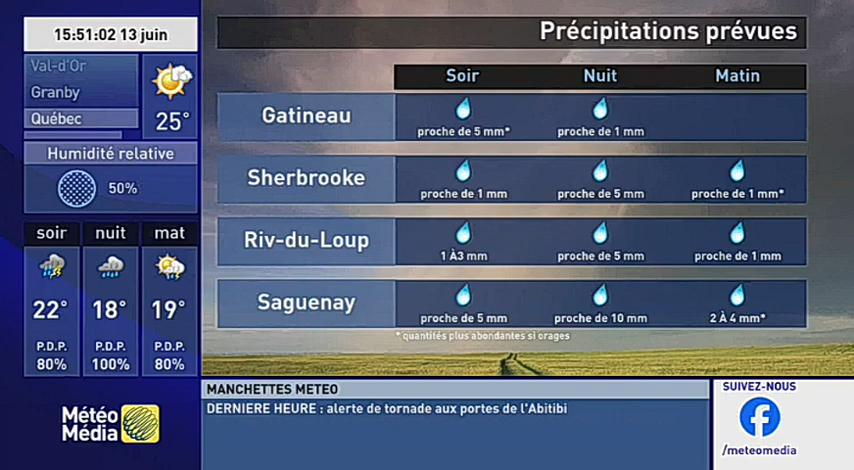 15:51:02 13 juin
Val-d'Or
Granby
Québec
25°
Humidité relative
50%
soir nuit mat
22° 18° 19°
P.D.P. P.D.P. P.D.P.
80% 100% 80%
Météo
Média
Précipitations prévues
Soir Nuit Matin
Gatineau
proche de 5 mm* proche de 1 mm
Sherbrooke
proche de 1 mm proche de 5 mm proche de 1 mm*
Riv-du-Loup
1 À3 mm proche de 5 mm proche de 1 mm
Saguenay
proche de 5 mm proche de 10 mm 2 À 4 mm*
* quantités plus abondantes si orages
MANCHETTES METEO
DERNIERE HEURE : alerte de tornade aux portes de l'Abitibi
SUIVEZ-NOUS
/meteomedia